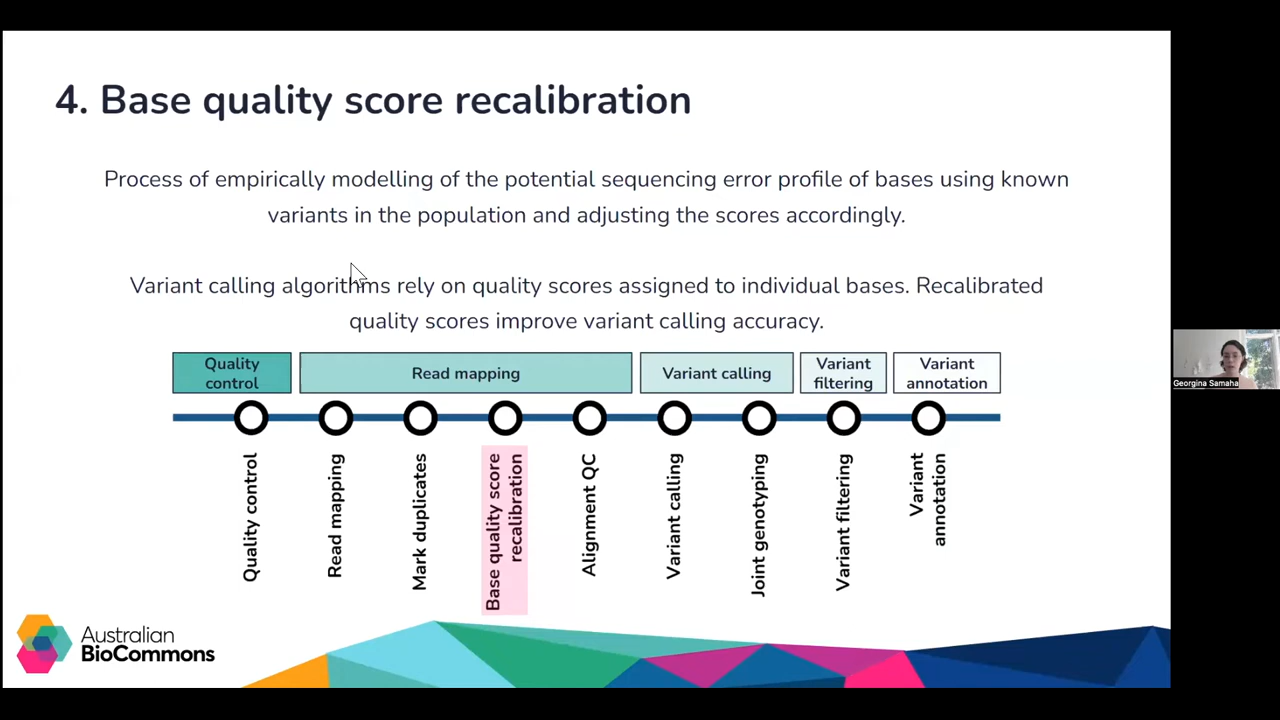 4. Base quality score recalibration
Process of empirically modelling of the potential sequencing error profile of bases using known
variants in the population and adjusting the scores accordingly.
Variant calling algorithms rely on quality scores assigned to individual bases. Recalibrated
quality scores improve variant calling accuracy.
Quality
control
Read mapping
Variant calling
Variant
filtering
Variant
annotation
Quality control
Read mapping
Mark duplicates
Base quality score
recalibration
Alignment QC
Variant calling
Joint genotyping
Variant filtering
Variant
annotation
Australian
BioCommons
Georgina Samaha